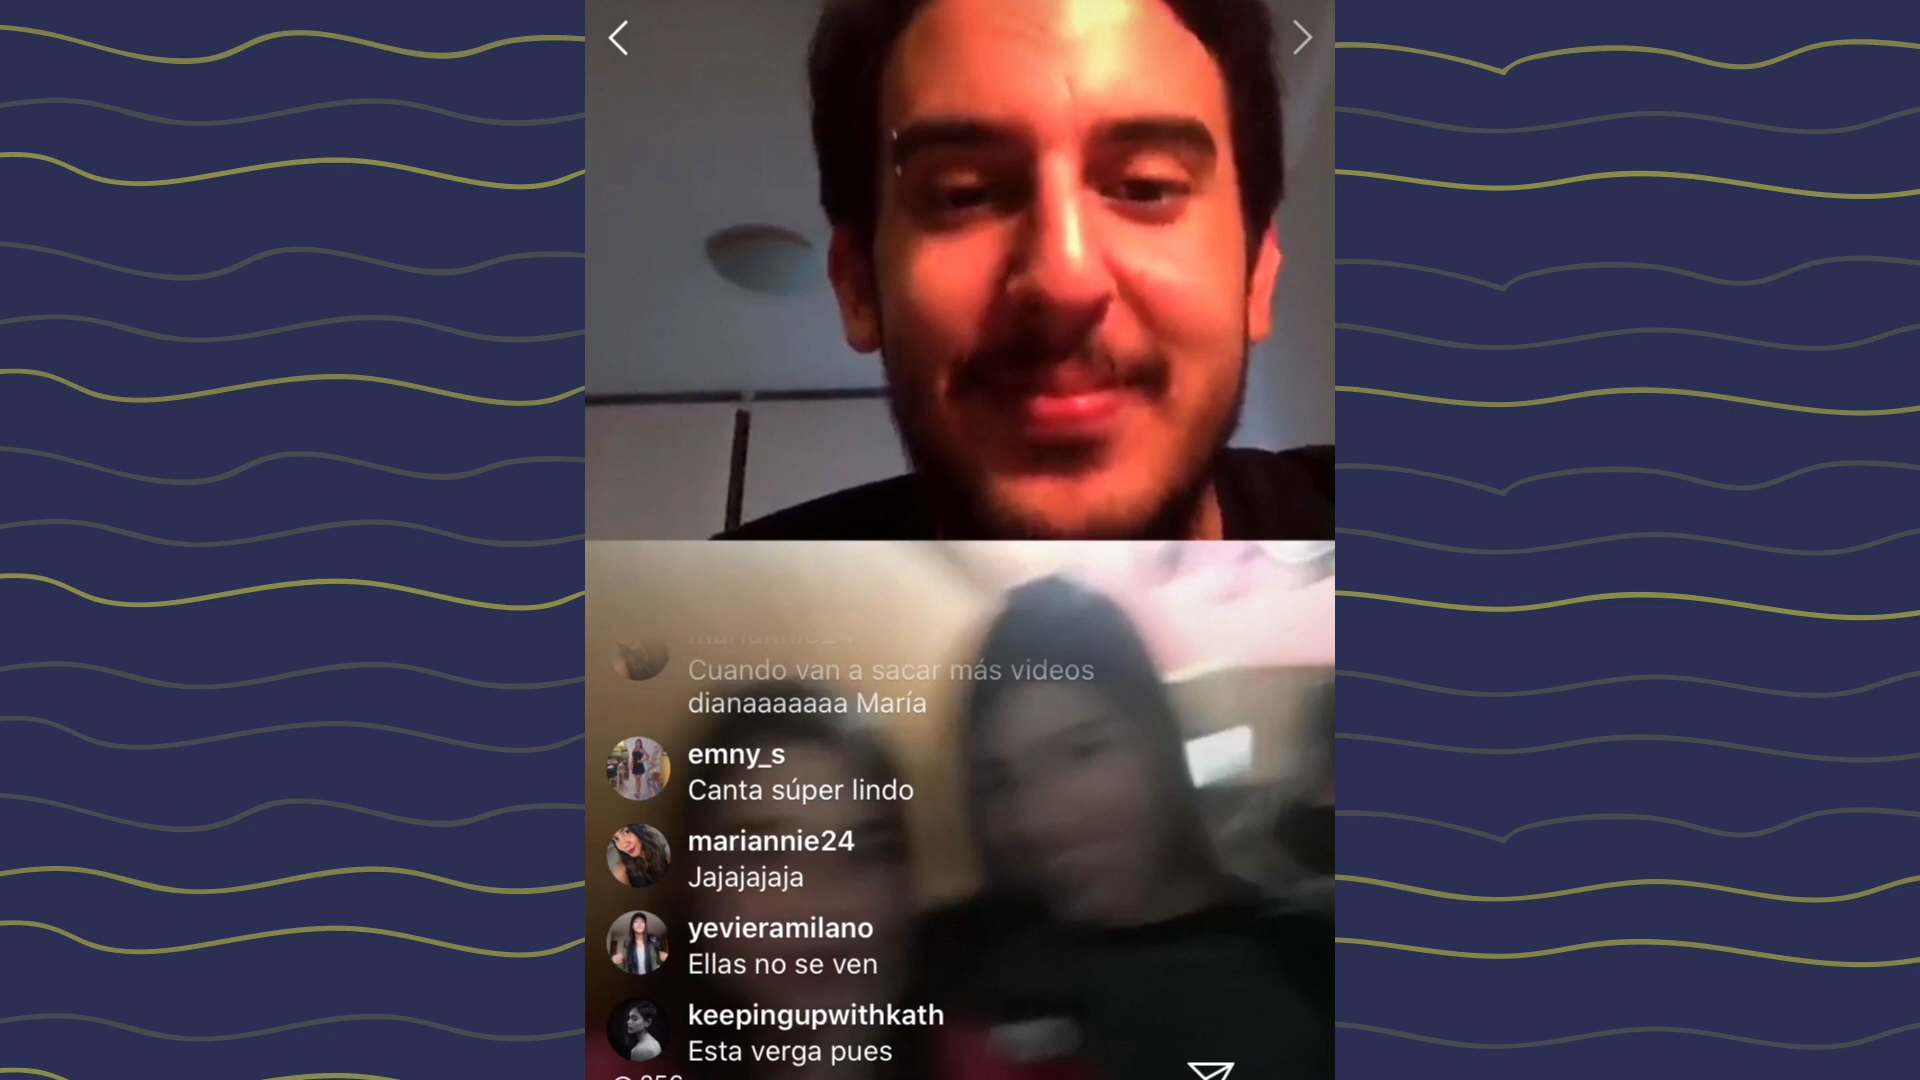 Cuando van a sacar más videos
dianaaaaaaa María
emny_s
Canta súper lindo
mariannie24
Jajajajaja
yevieramilano
Ellas no se ven
keepingupwithkath
Esta verga pues